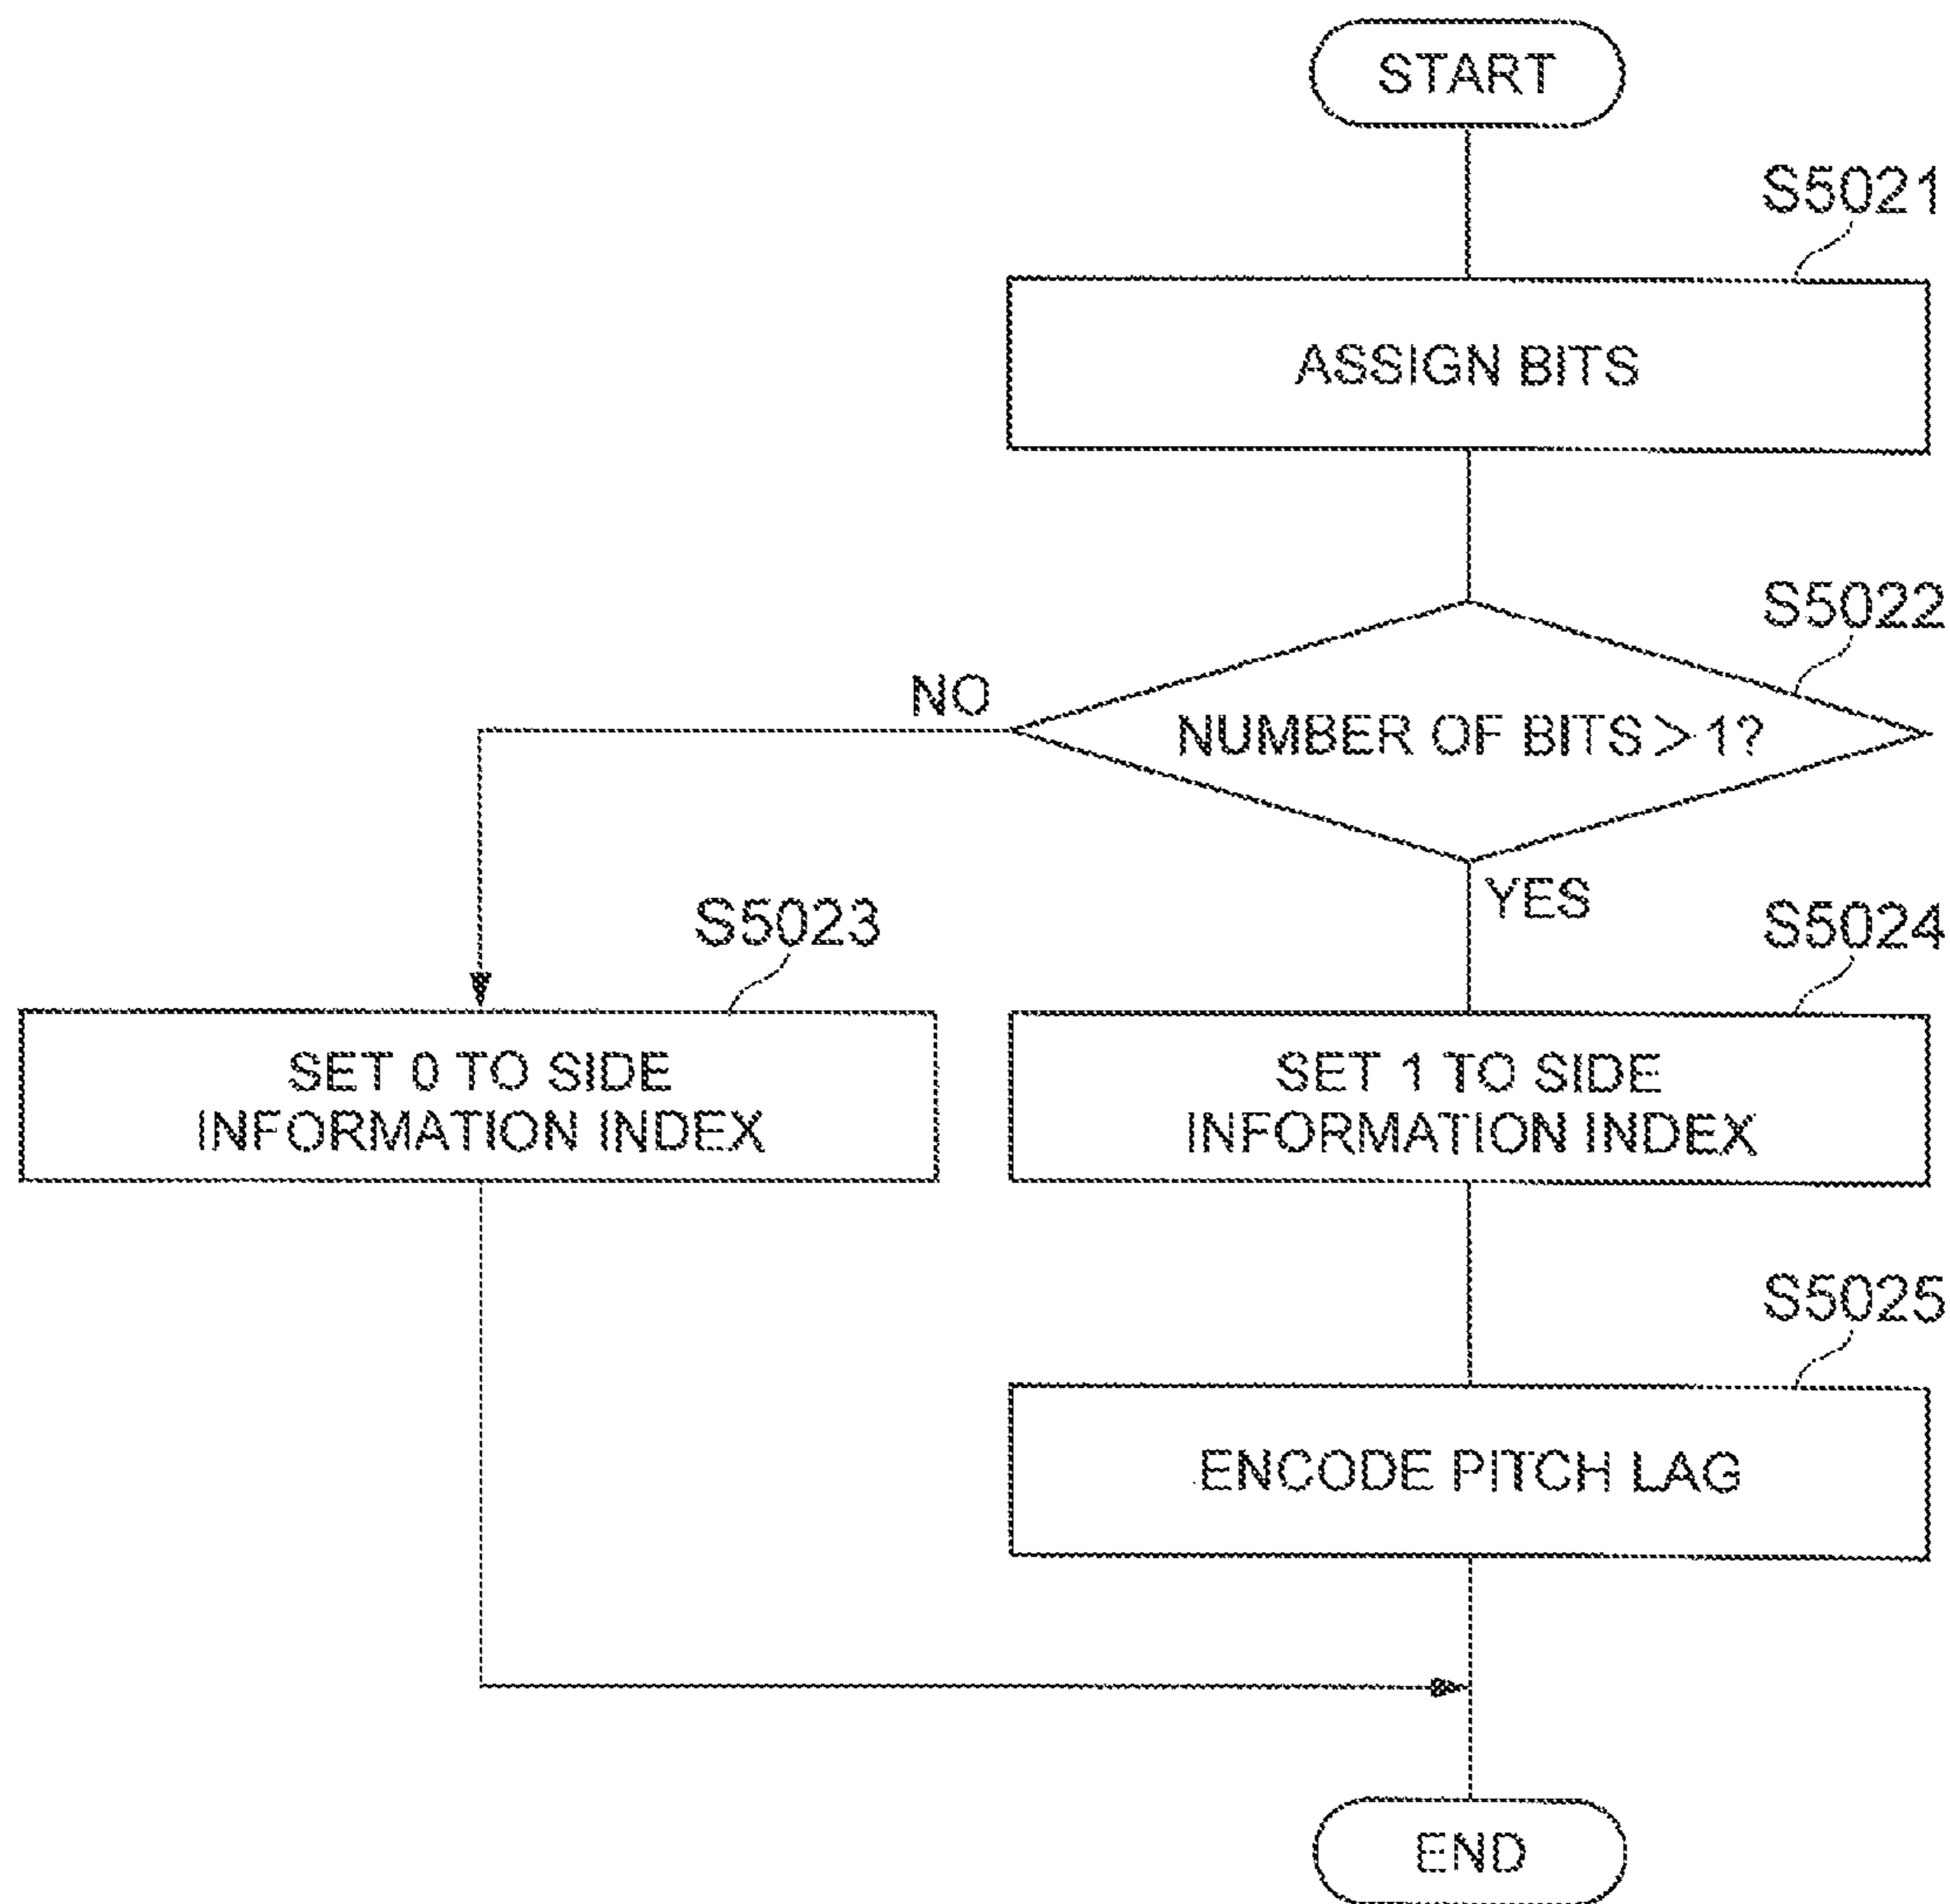 START
S5021
ASSIGN BITS
S5022
NO
NUMBER OF BITS > 1?
YES
S5023
S5024
SET 0 TO SIDE
INFORMATION INDEX
SET 1 TO SIDE
INFORMATION INDEX
S5025
ENCODE PITCH LAG
END